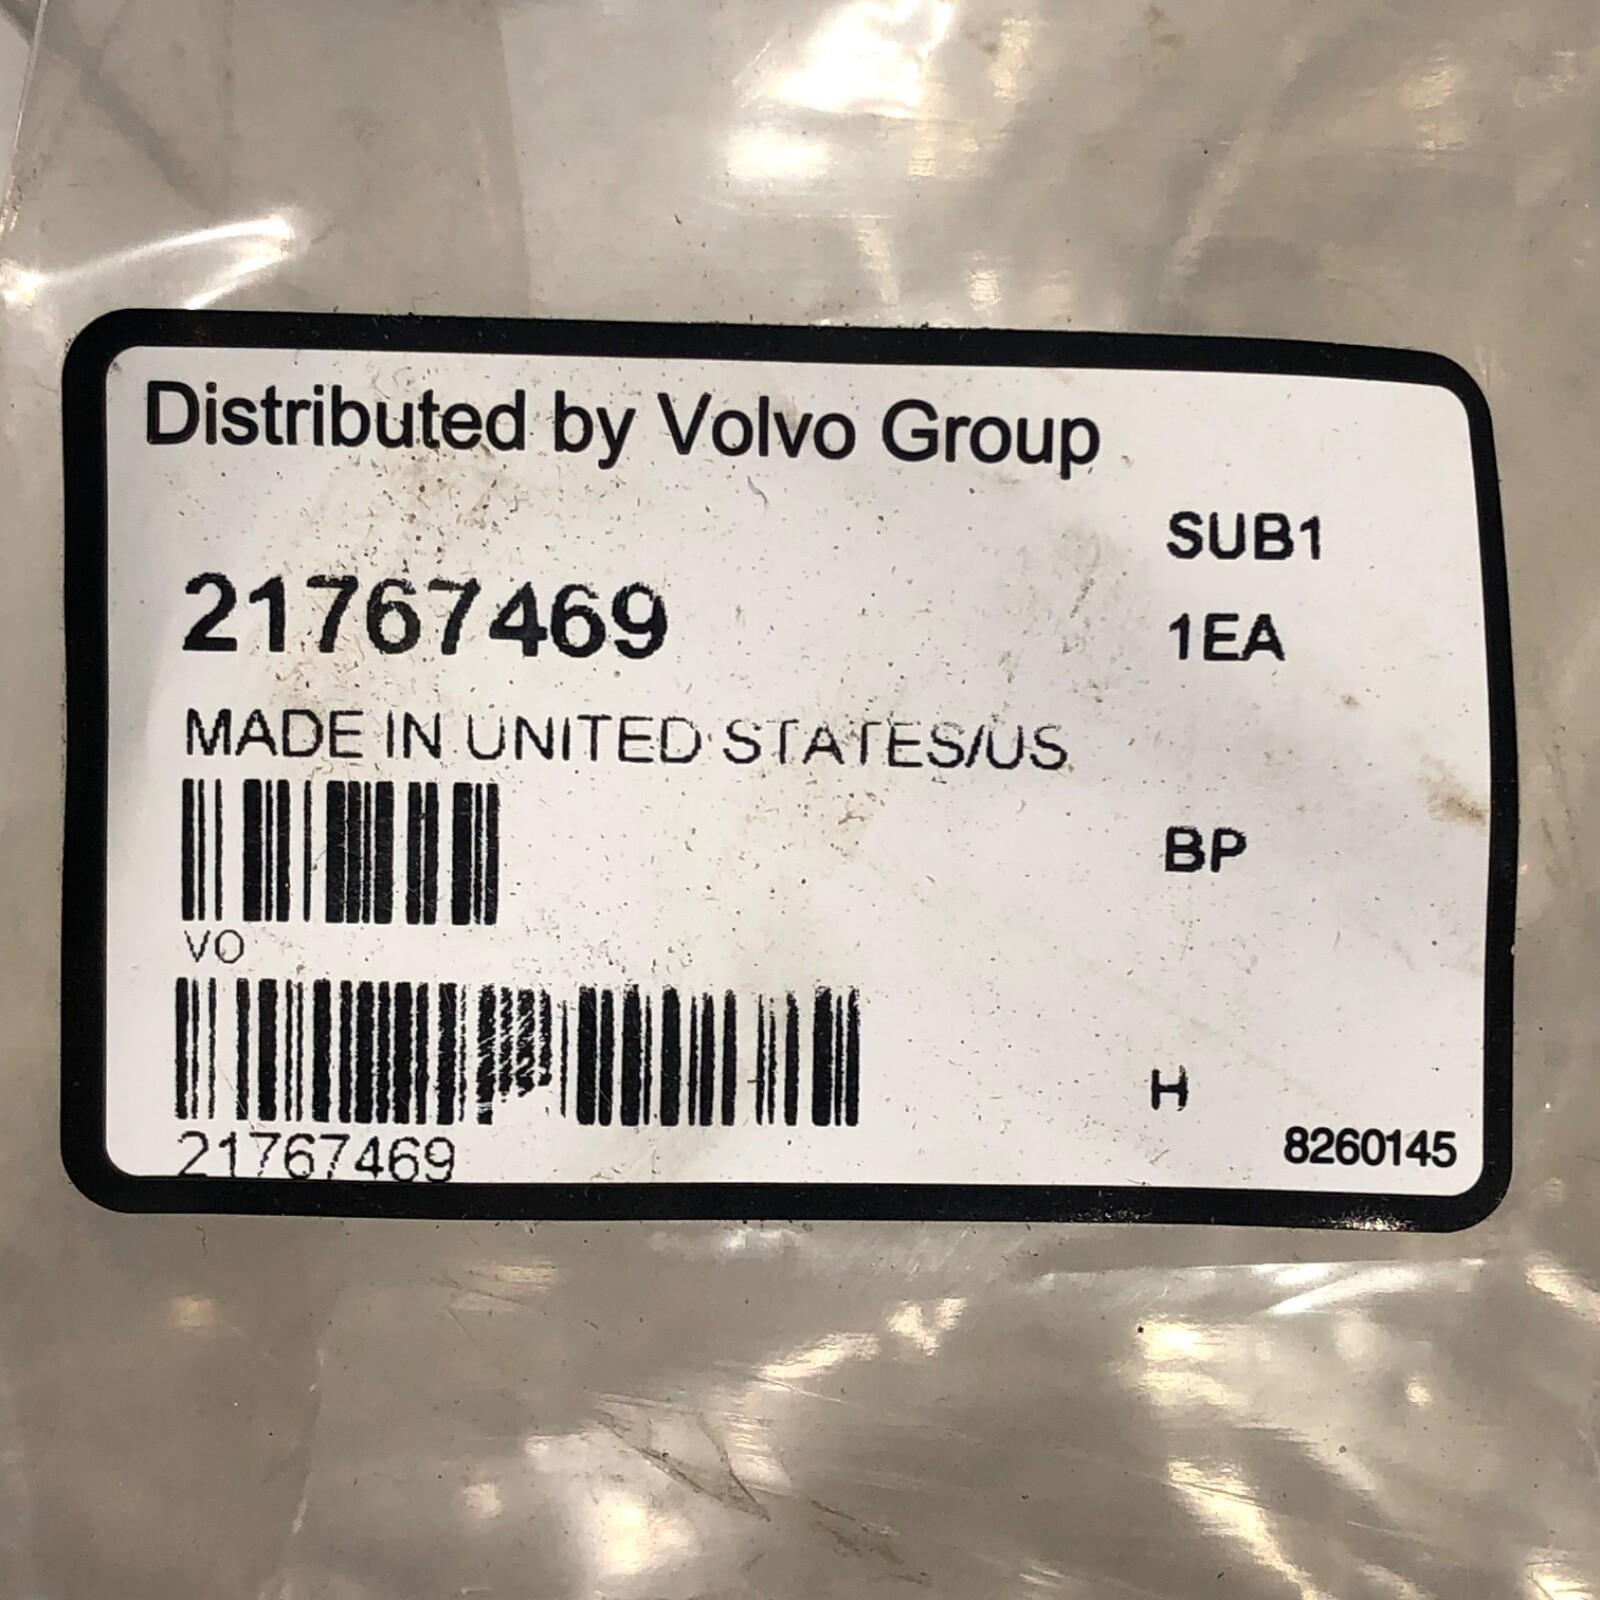 Distributed by Volvo Group
SUB1
21767469
1EA
MADE IN UNITED STATES/US
BP
VO
H
8260145
21767469